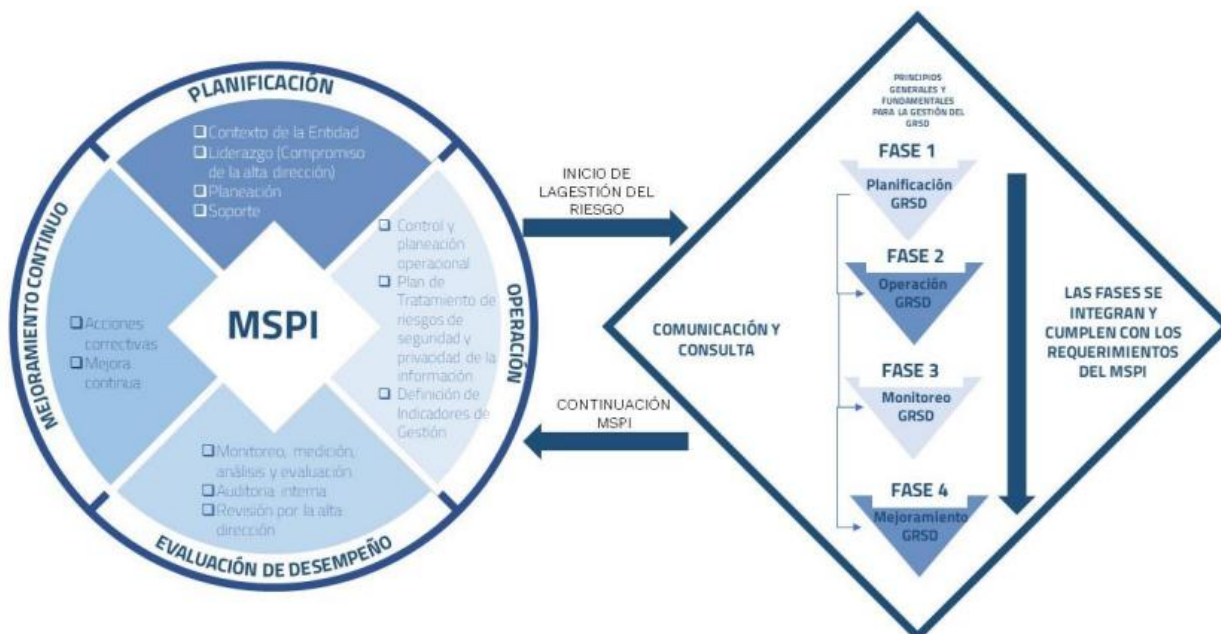 PLANIFICACIÓN
❑ Contexto de la Entidad
❑ Liderazgo (Compromiso
de la alta dirección)
❑ Planeación
❑ Soporte
OPERACIÓN
❑ Control y
planeación
operacional
❑ Plan de
Tratamiento de
riesgos de
seguridad y
privacidad de la
información
❑ Definición de
Indicadores de
Gestión
EVALUACIÓN DE DESEMPEÑO
❑ Monitoreo, medición,
análisis y evaluación.
❑ Auditoria interna
❑ Revisión por la alta
dirección
MEJORAMIENTO CONTINUO
❑ Acciones
correctivas
❑ Mejora
continua
MSPI
INICIO DE
LAGESTIÓN DEL
RIESGO
CONTINUACIÓN
MSPI
PRINCIPIOS
GENERALES Y
FUNDAMENTALES
PARA LA GESTIÓN DEL
GRSD
FASE 1
Planificación
GRSD
FASE 2
Operación
GRSD
FASE 3
Monitoreo
GRSD
FASE 4
Mejoramiento
GRSD
COMUNICACIÓN Y
CONSULTA
LAS FASES SE
INTEGRAN Y
CUMPLEN CON LOS
REQUERIMIENTOS
DEL MSPI